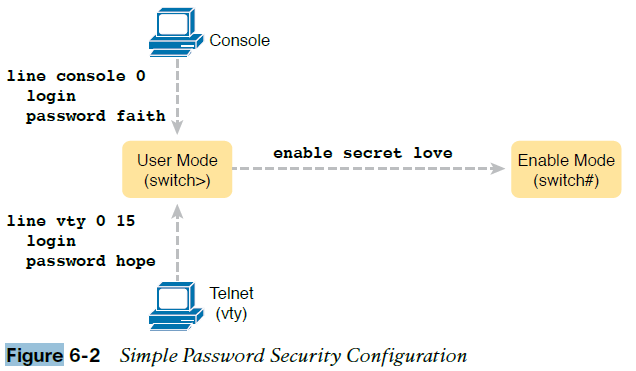 Console
line console 0
login
password faith
User Mode
(switch>)
enable secret love
Enable Mode
(switch#)
line vty 0 15
login
password hope
Telnet
(vty)
Figure 6-2 Simple Password Security Configuration